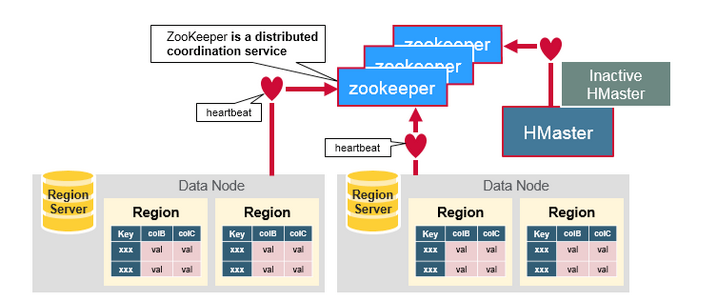 ZooKeeper is a distributed
coordination service
zookeeper
zookeeper
zookeeper
Inactive
HMaster
HMaster
heartbeat
heartbeat
Data Node
Region
Server
Region
Key colB colC
xxx val val
xxx val val
Region
Key colB colC
xxx val val
xxx val val
Data Node
Region
Server
Region
Key colB colC
xxx val val
xxx val val
Region
Key colB colC
xxx val val
xxx val val